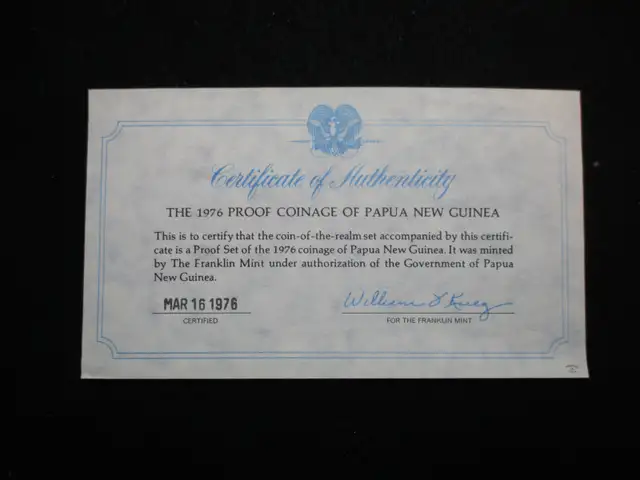 Certificate of Authenticity
THE 1976 PROOF COINAGE OF PAPUA NEW GUINEA
This is to certify that the coin-of-the-realm set accompanied by this certifi-
cate is a Proof Set of the 1976 coinage of Papua New Guinea. It was minted
by The Franklin Mint under authorization of the Government of Papua
New Guinea.
MAR 16 1976
CERTIFIED
FOR THE FRANKLIN MINT